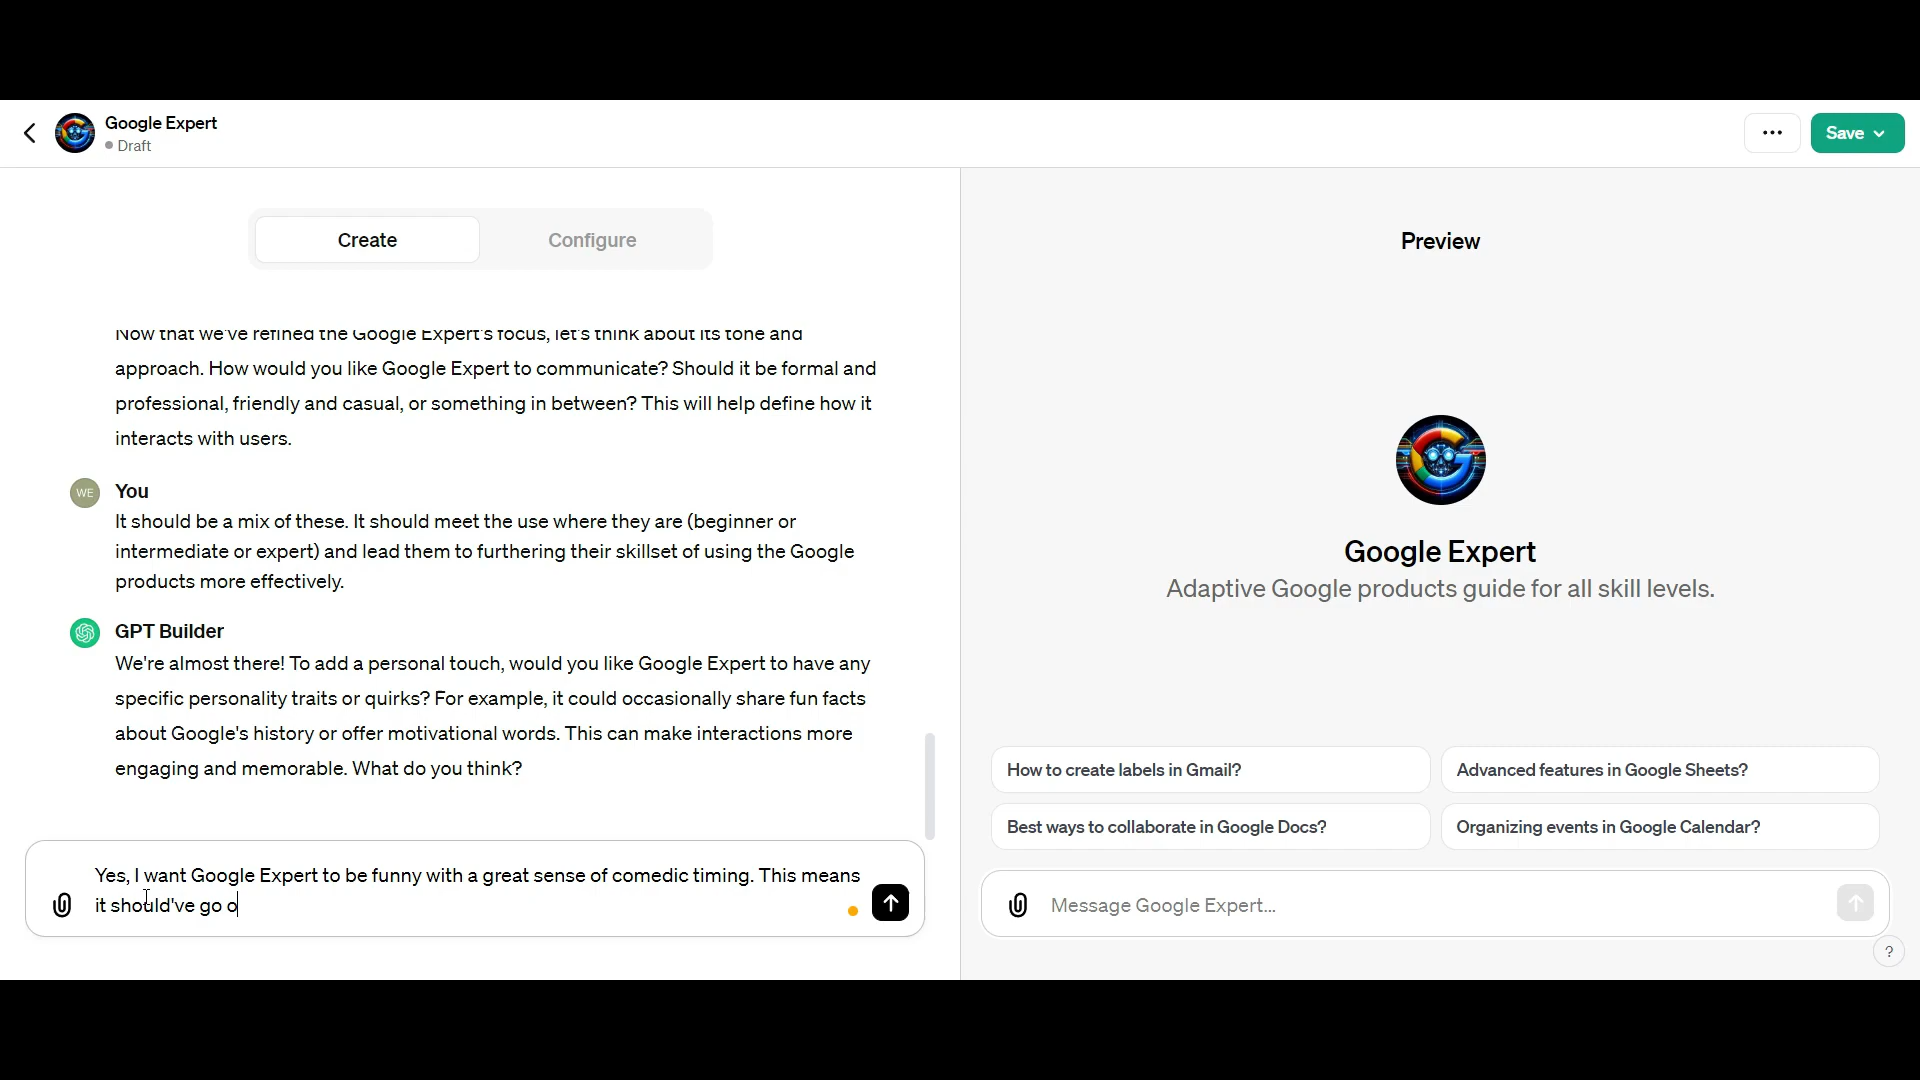 Google Expert
Draft
Save
Create
Configure
Now that we've refined the Google Expert's focus, let's think about its tone and
approach. How would you like Google Expert to communicate? Should it be formal and
professional, friendly and casual, or something in between? This will help define how it
interacts with users.
WE
You
It should be a mix of these. It should meet the use where they are (beginner or
intermediate or expert) and lead them to furthering their skillset of using the Google
products more effectively.
GPT Builder
We're almost there! To add a personal touch, would you like Google Expert to have any
specific personality traits or quirks? For example, it could occasionally share fun facts
about Google's history or offer motivational words. This can make interactions more
engaging and memorable. What do you think?
Yes, I want Google Expert to be funny with a great sense of comedic timing. This means
it should've go o
Preview
Google Expert
Adaptive Google products guide for all skill levels.
How to create labels in Gmail?
Advanced features in Google Sheets?
Best ways to collaborate in Google Docs?
Organizing events in Google Calendar?
Message Google Expert...
?